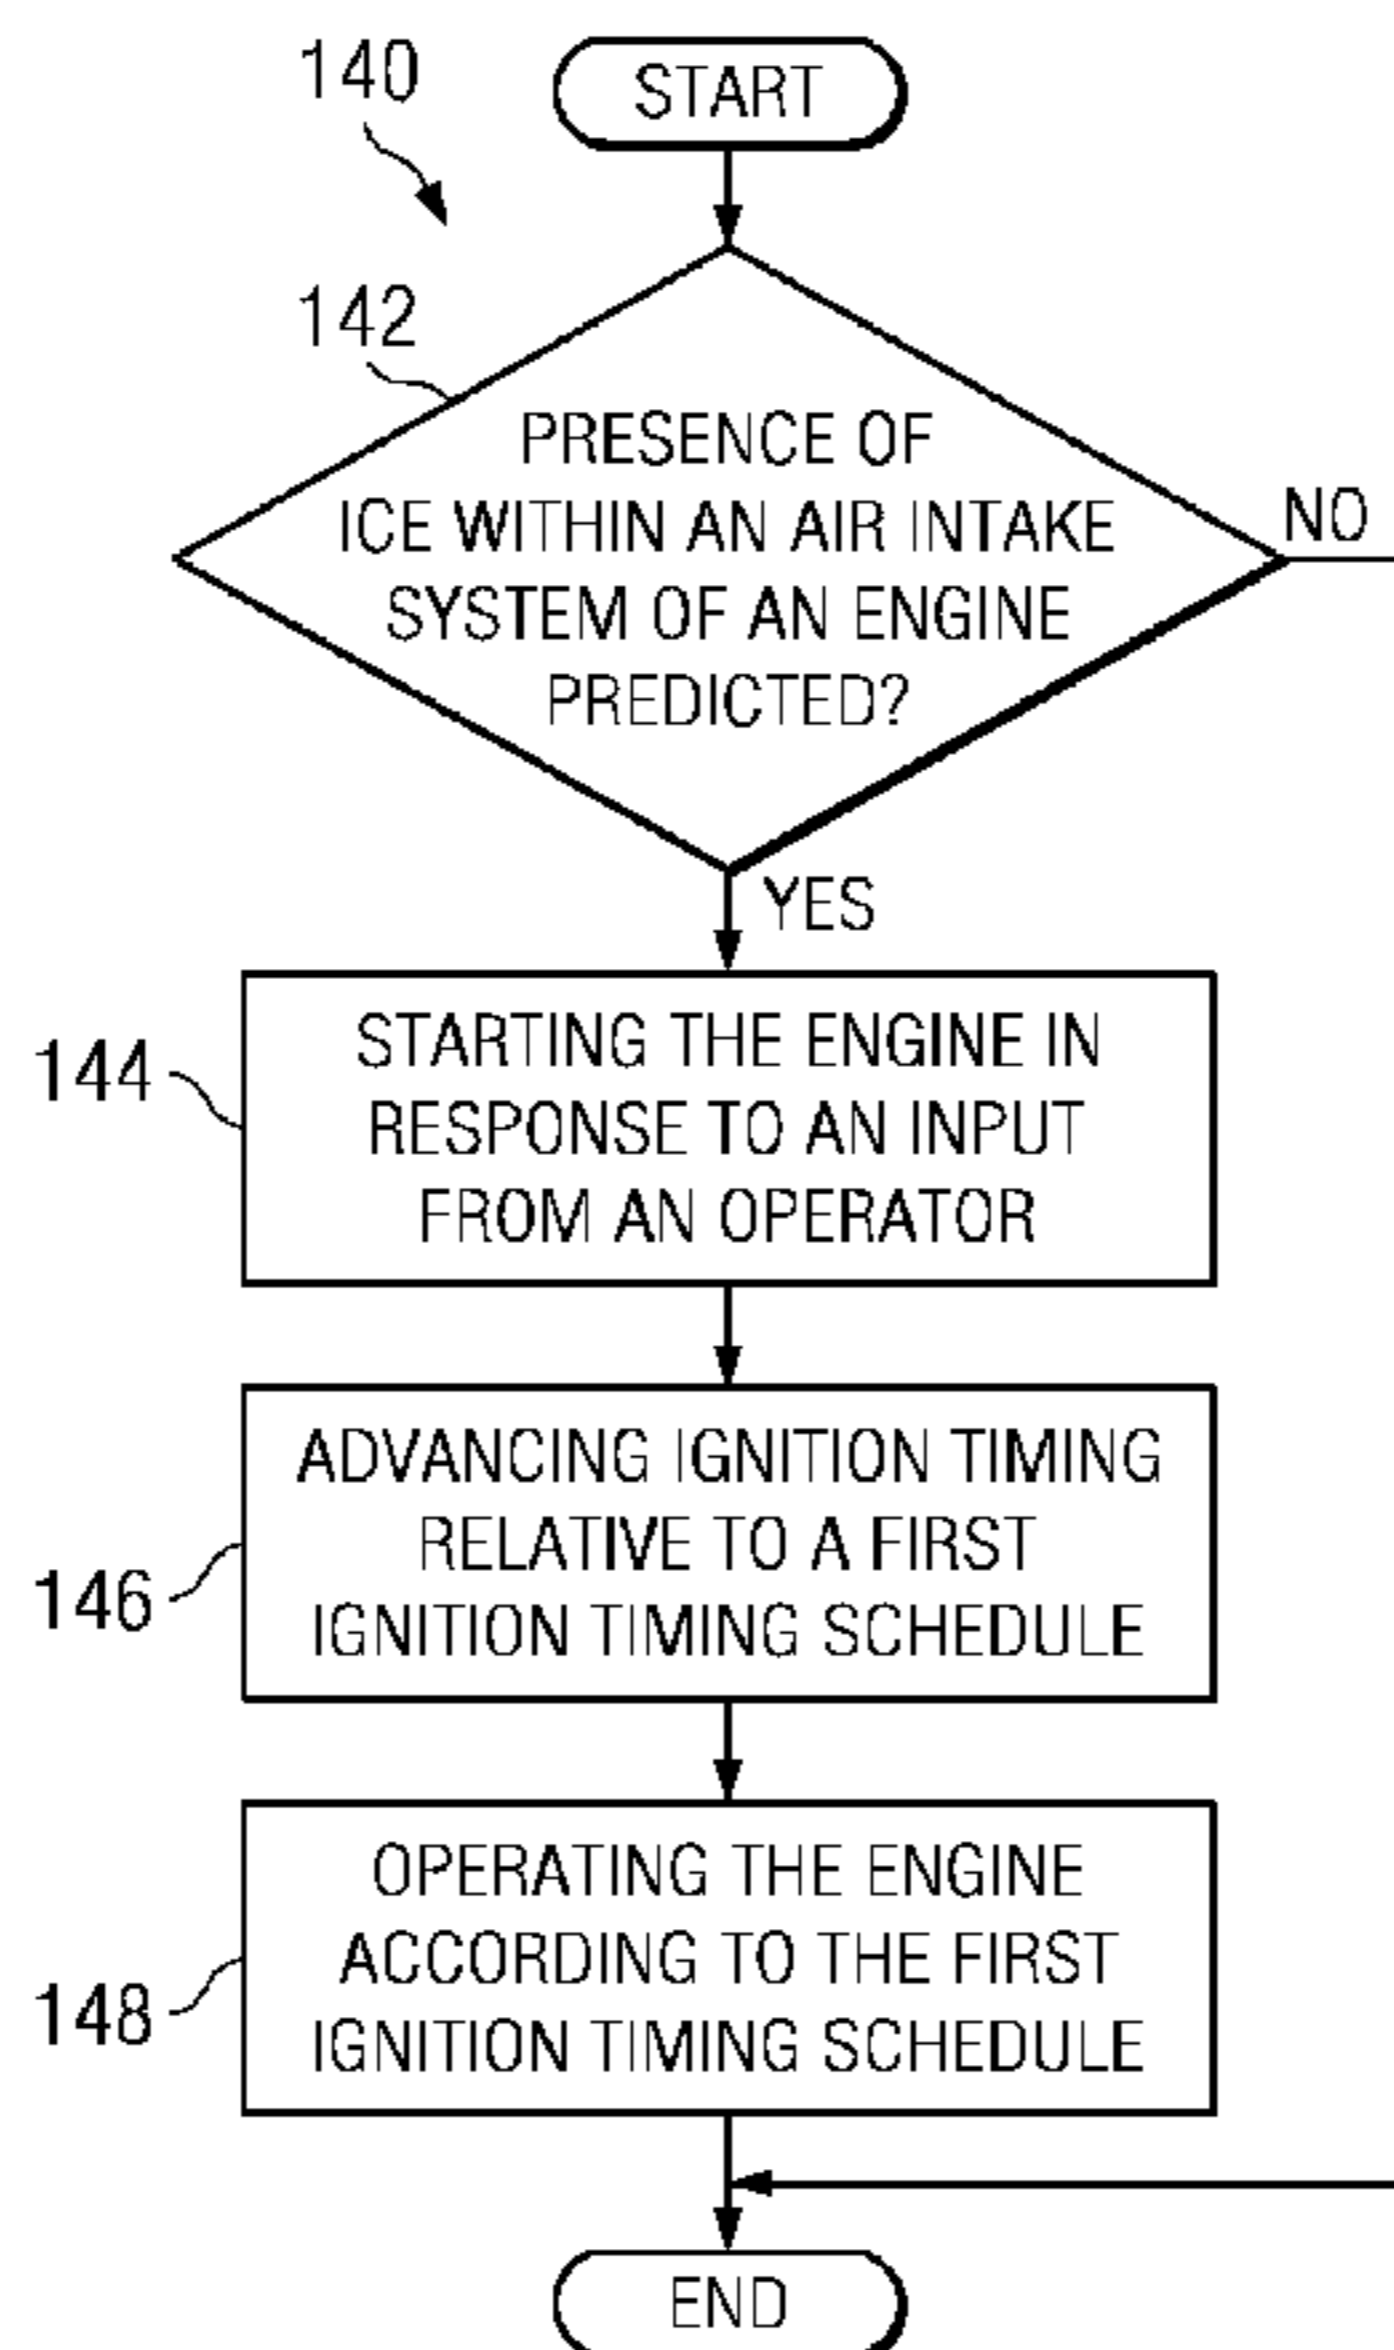 140
START
142
PRESENCE OF
ICE WITHIN AN AIR INTAKE
SYSTEM OF AN ENGINE
PREDICTED?
NO
YES
144
STARTING THE ENGINE IN
RESPONSE TO AN INPUT
FROM AN OPERATOR
146
ADVANCING IGNITION TIMING
RELATIVE TO A FIRST
IGNITION TIMING SCHEDULE
148
OPERATING THE ENGINE
ACCORDING TO THE FIRST
IGNITION TIMING SCHEDULE
END